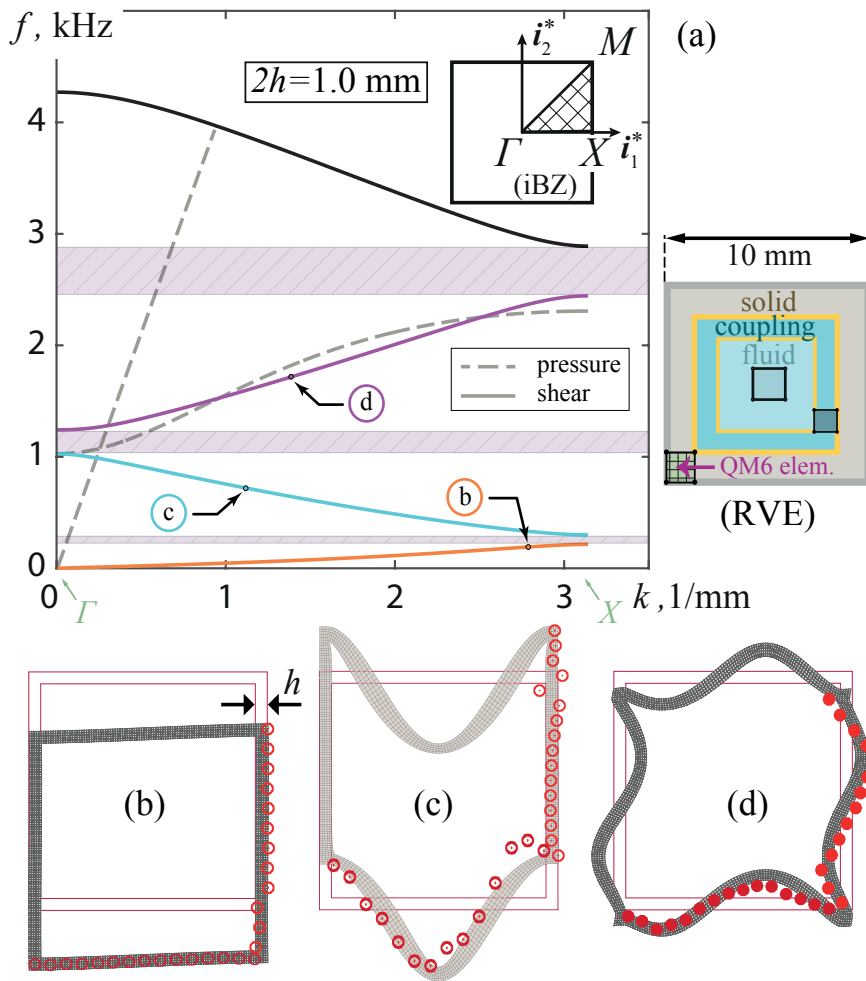 f, kHz
(a)
2h=1.0 mm
i₂*
M
Γ
X
i₁*
(iBZ)
4
3
2
1
0
pressure
shear
d
c
b
0
1
2
3
k, 1/mm
Γ
X
10 mm
solid
coupling
fluid
QM6 elem.
(RVE)
h
(b)
(c)
(d)